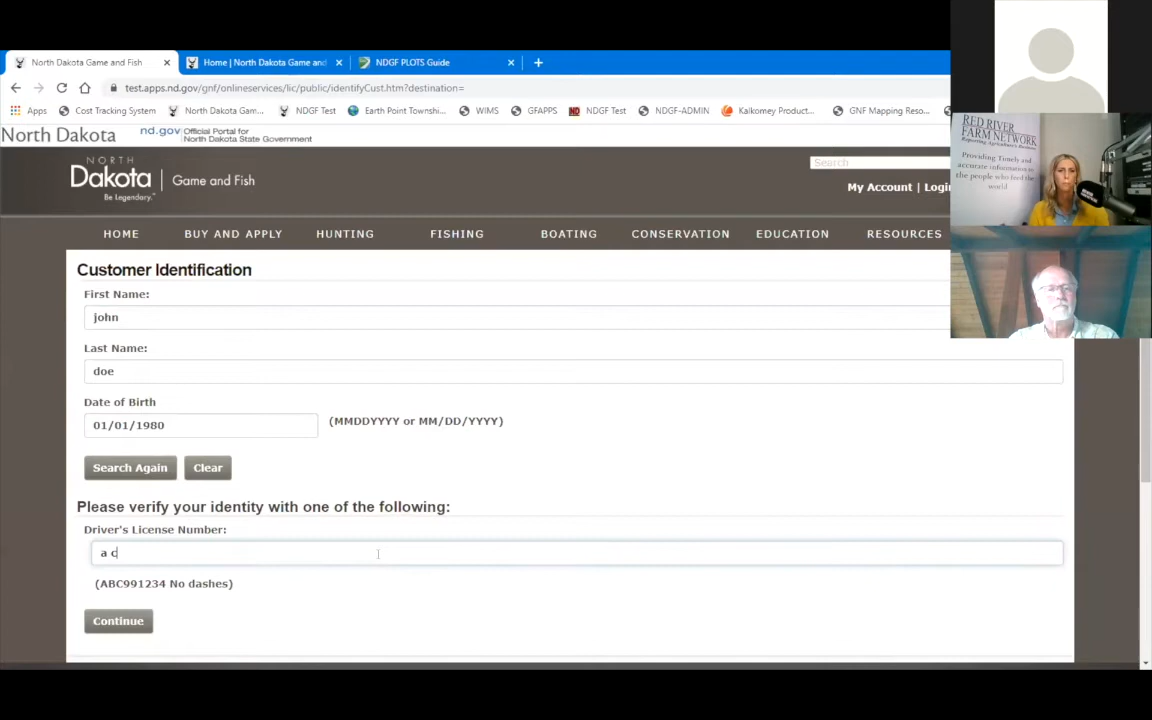 North Dakota Game and Fish
Home | North Dakota Game and
NDGF PLOTS Guide
test.apps.nd.gov/gnf/onlineservices/lic/public/identifyCust.htm?destination=
Apps
Cost Tracking System
North Dakota Gam...
NDGF Test
Earth Point Townshi...
WIMS
GFAPPS
NDGF Test
NDGF-ADMIN
Kalkomey Product...
GNF Mapping Reso...
North Dakota nd.gov
Official Portal for
North Dakota State Government
NORTH
Dakota
Be Legendary.™
Game and Fish
Search
My Account | Login
HOME
BUY AND APPLY
HUNTING
FISHING
BOATING
CONSERVATION
EDUCATION
RESOURCES
Customer Identification
First Name:
john
Last Name:
doe
Date of Birth
01/01/1980
(MMDDYYYY or MM/DD/YYYY)
Search Again
Clear
Please verify your identity with one of the following:
Driver's License Number:
a c
(ABC991234 No dashes)
Continue
RED RIVER
FARM NETWORK
Reporting Agriculture's Business
Providing Timely and
accurate information to
the people who feed the
world